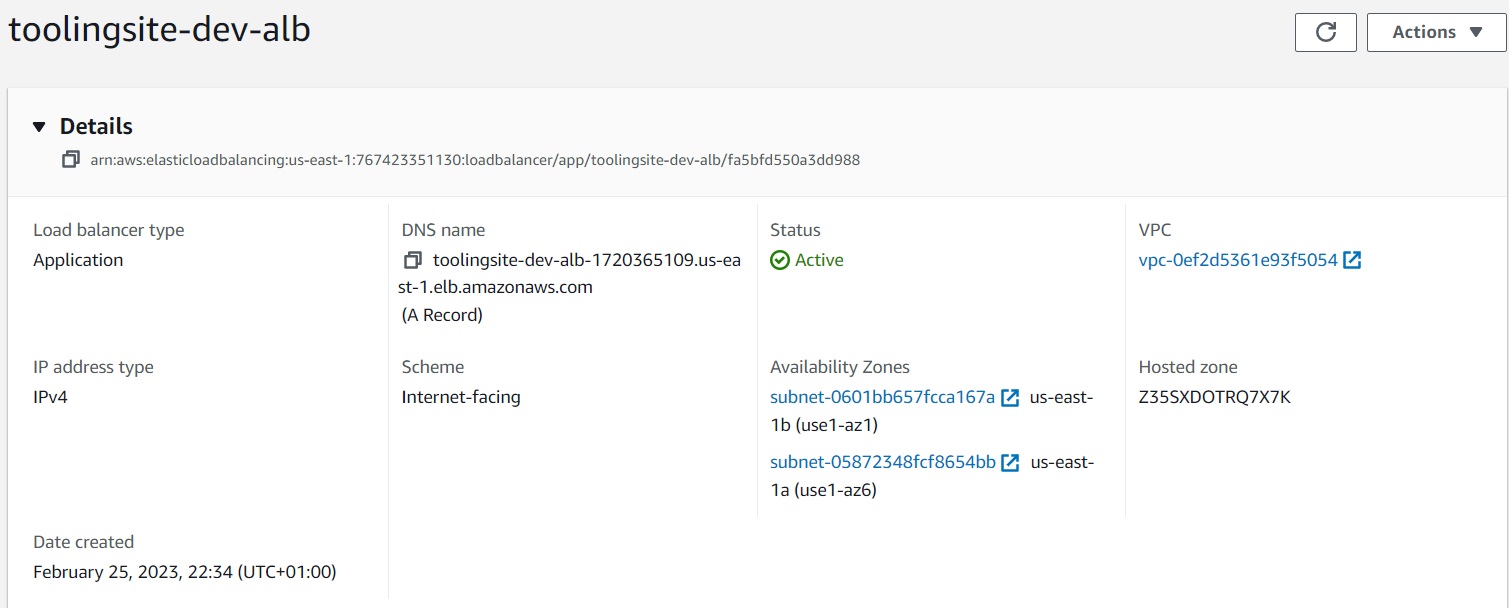 toolingsite-dev-alb
Actions
Details
arn:aws:elasticloadbalancing:us-east-1:767423351130:loadbalancer/app/toolingsite-dev-alb/fa5bfd550a3dd988
Load balancer type
Application
DNS name
toolingsite-dev-alb-1720365109.us-ea
st-1.elb.amazonaws.com
(A Record)
Status
Active
VPC
vpc-0ef2d5361e93f5054
IP address type
IPv4
Scheme
Internet-facing
Availability Zones
subnet-0601bb657fcca167a us-east-
1b (use1-az1)
subnet-05872348fcf8654bb us-east-
1a (use1-az6)
Hosted zone
Z35SXDOTRQ7X7K
Date created
February 25, 2023, 22:34 (UTC+01:00)